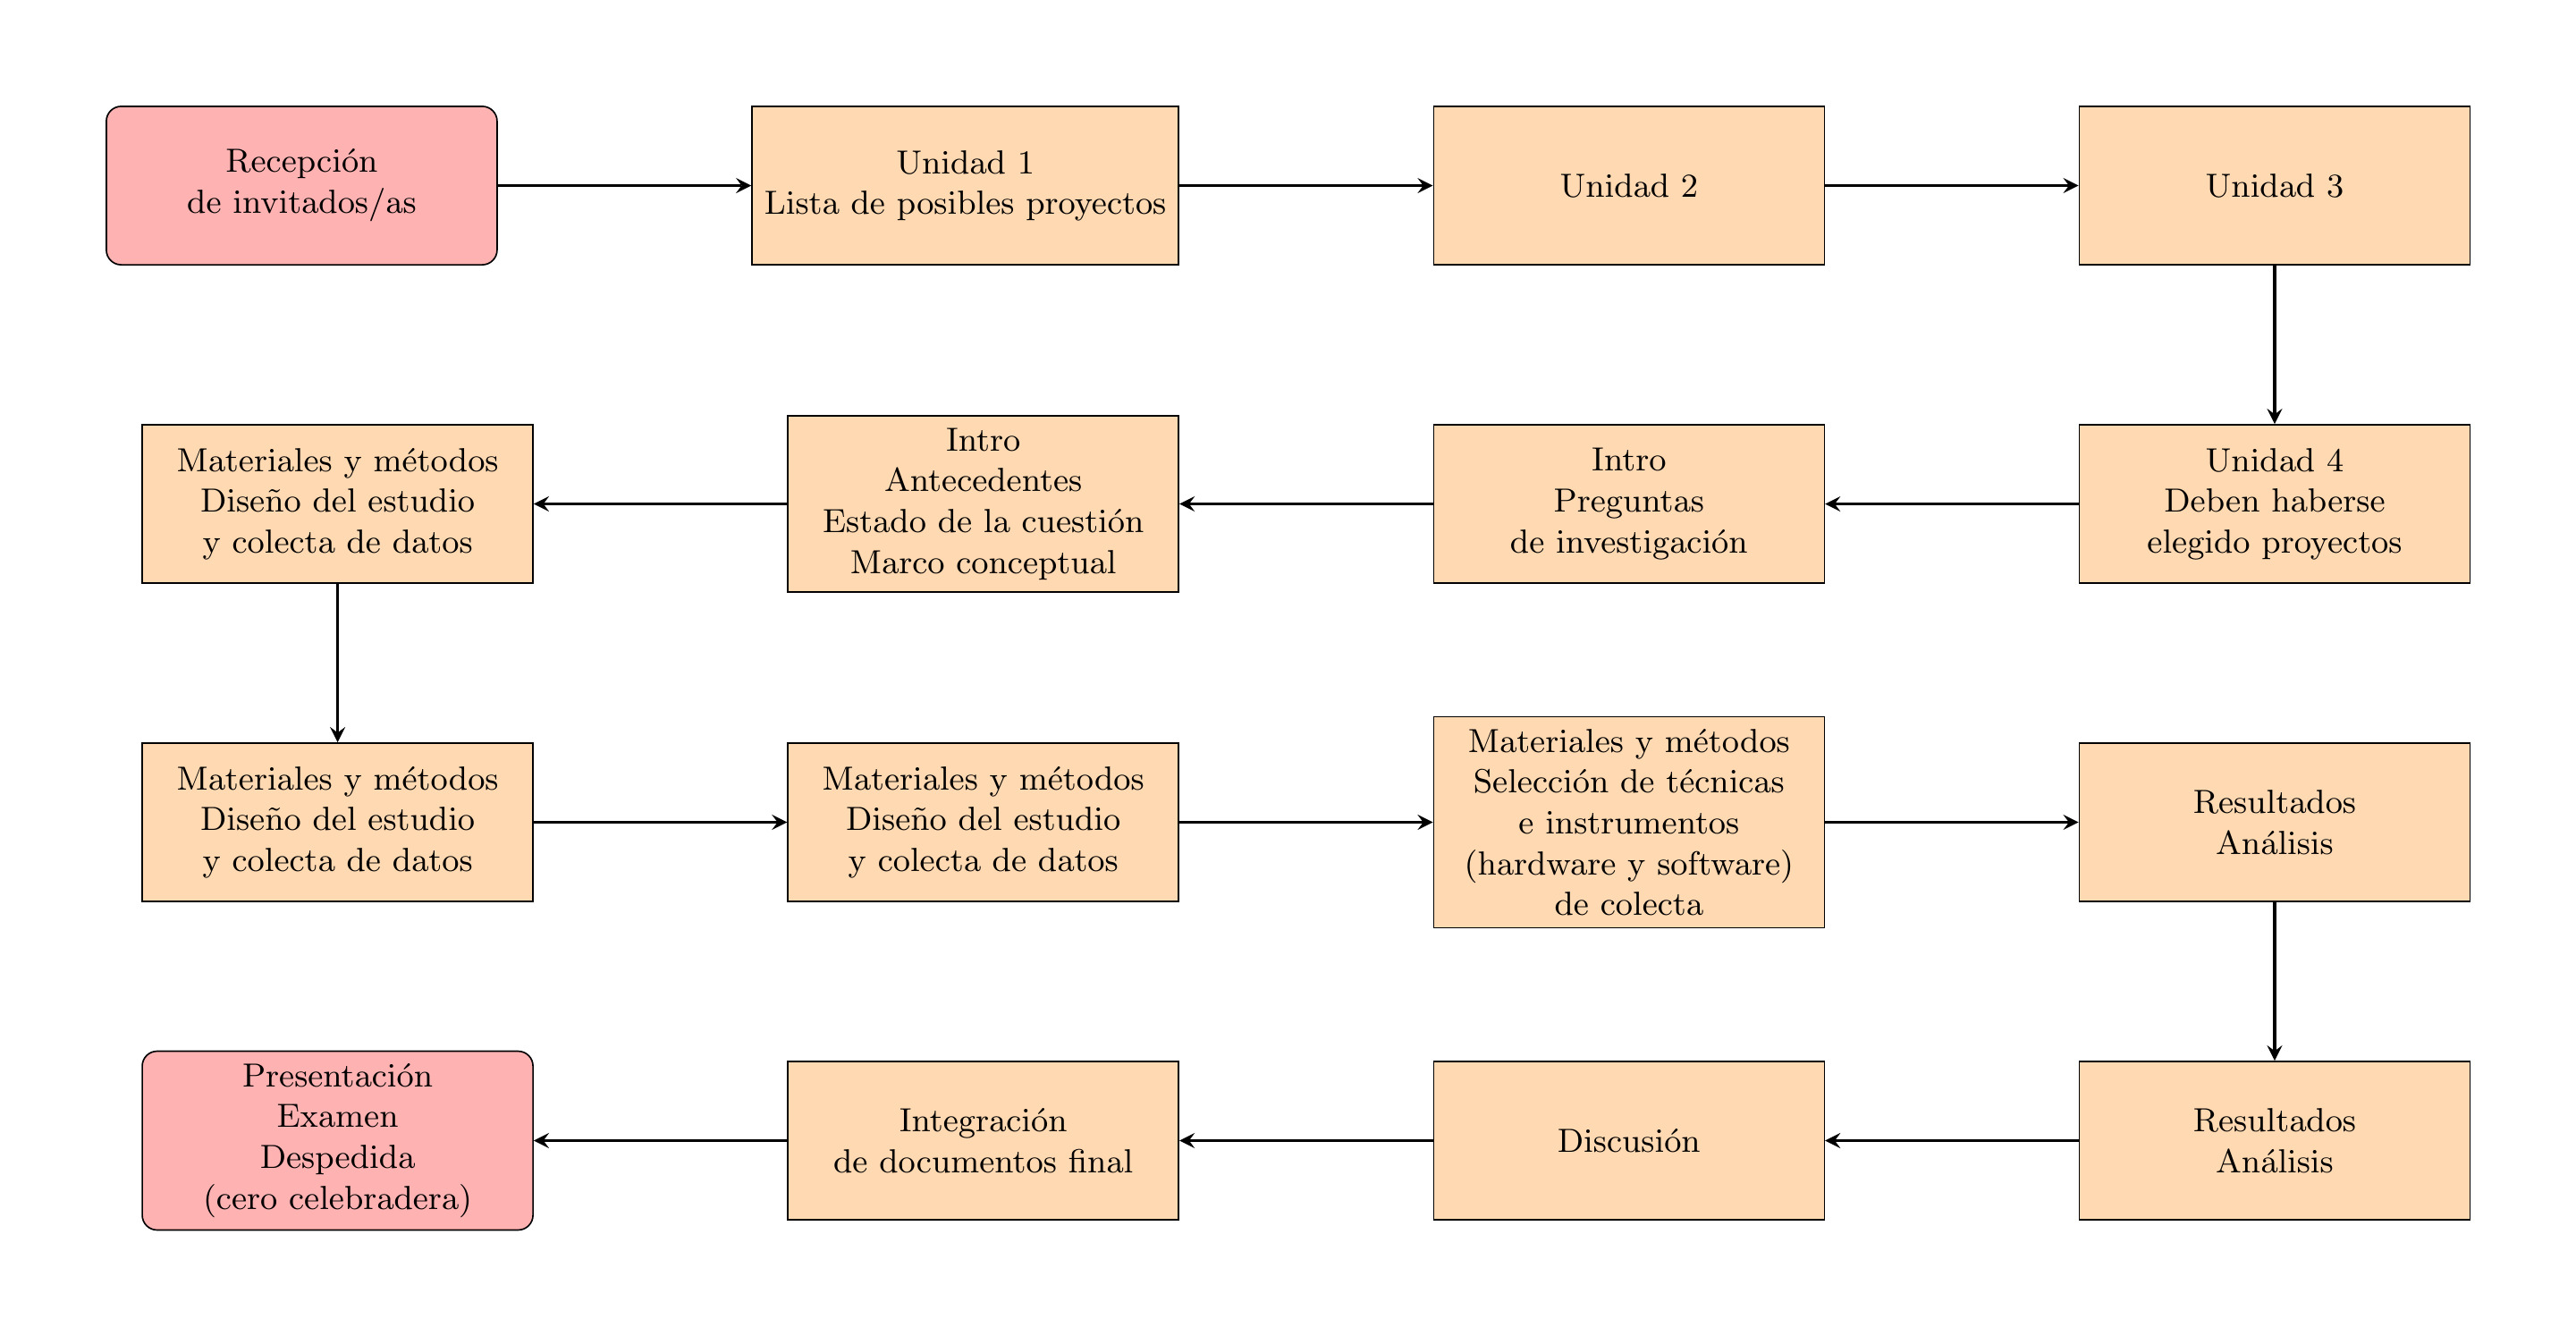 Recepción
de invitados/as
Unidad 1
Lista de posibles proyectos
Unidad 2
Unidad 3
Materiales y métodos
Diseño del estudio
y colecta de datos
Intro
Antecedentes
Estado de la cuestión
Marco conceptual
Intro
Preguntas
de investigación
Unidad 4
Deben haberse
elegido proyectos
Materiales y métodos
Diseño del estudio
y colecta de datos
Materiales y métodos
Diseño del estudio
y colecta de datos
Materiales y métodos
Selección de técnicas
e instrumentos
(hardware y software)
de colecta
Resultados
Análisis
Presentación
Examen
Despedida
(cero celebradera)
Integración
de documentos final
Discusión
Resultados
Análisis